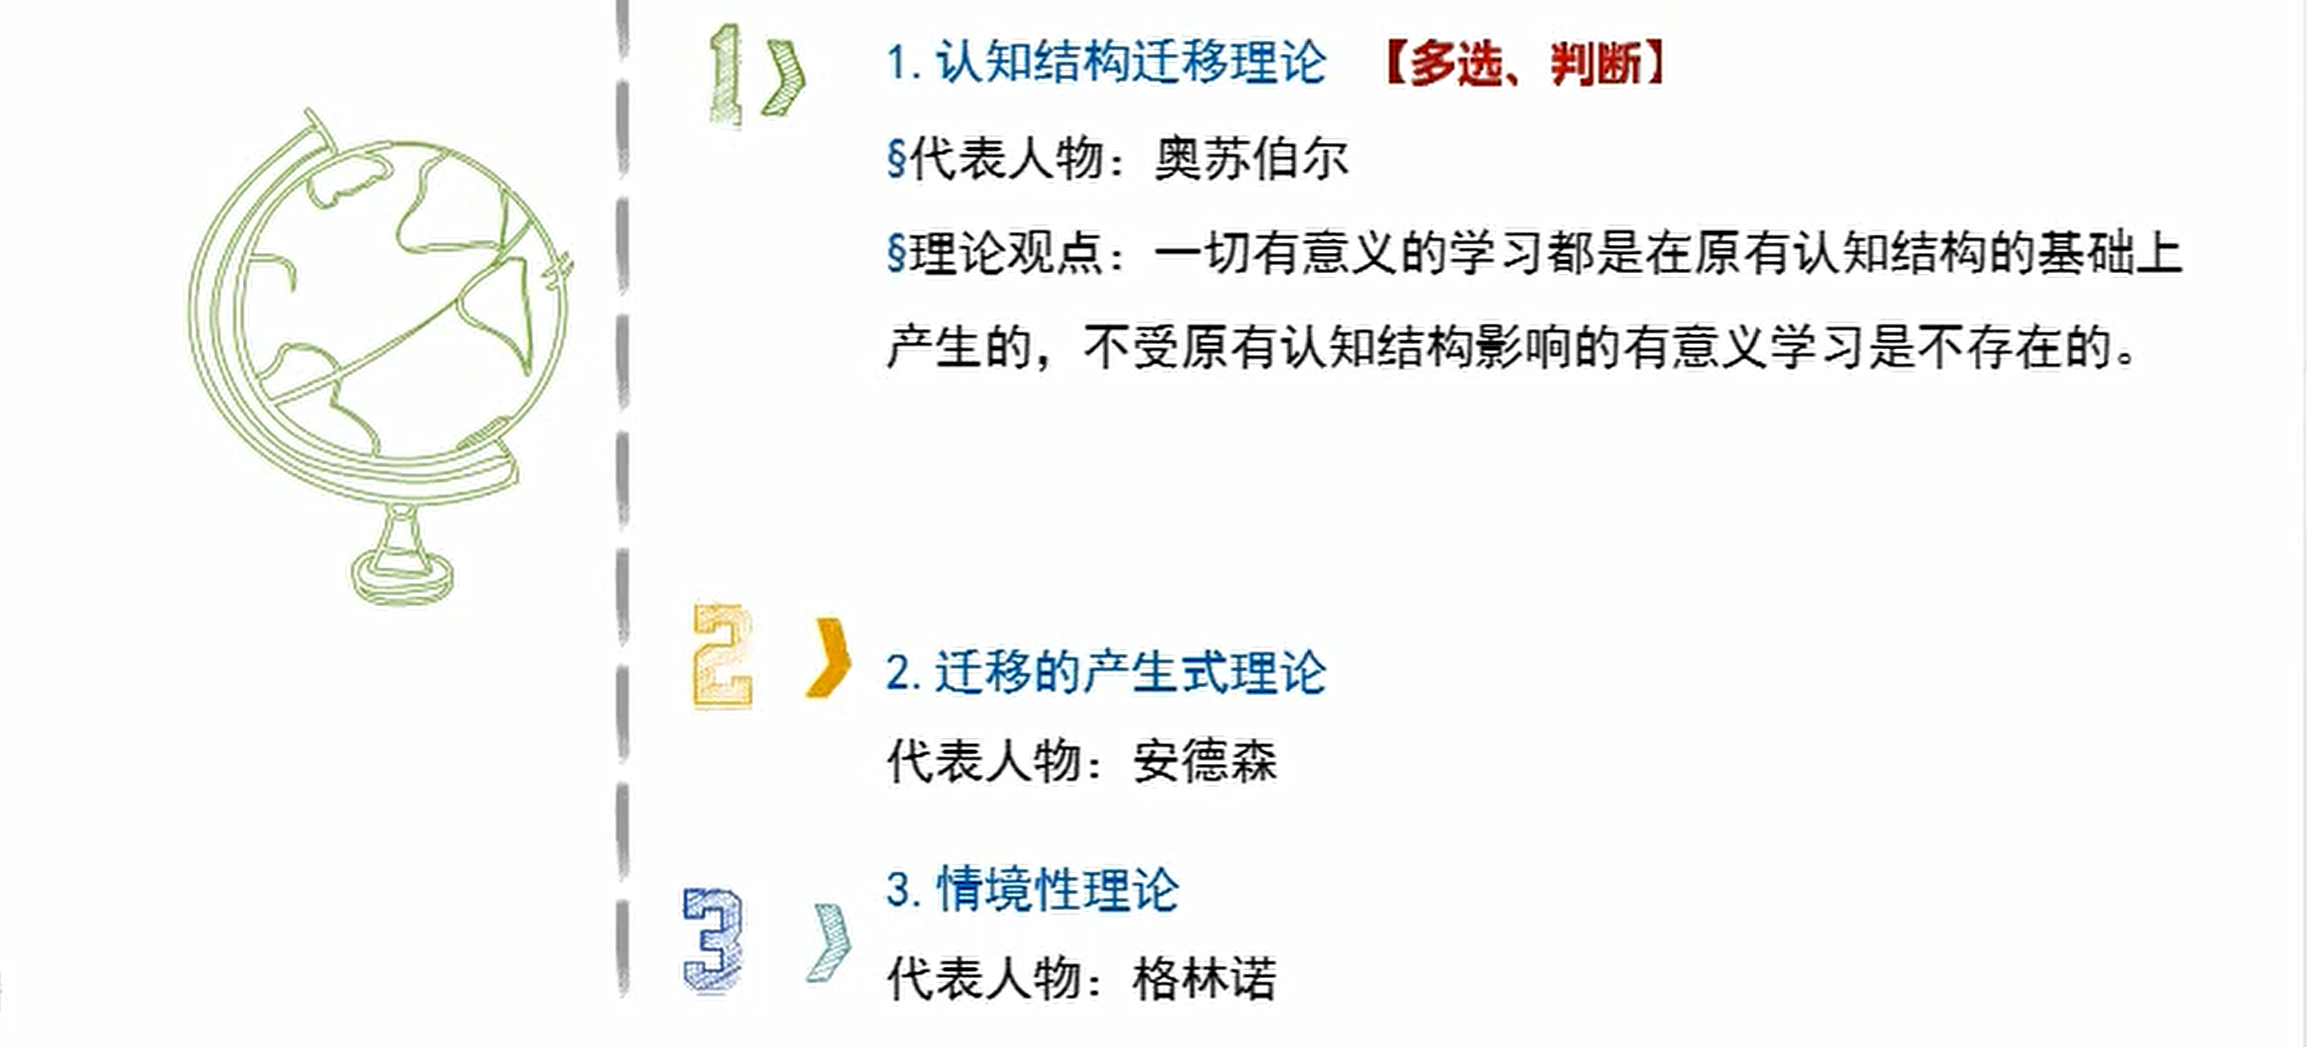 1
1.认知结构迁移理论 【多选、判断】
§代表人物：奥苏伯尔
§理论观点：一切有意义的学习都是在原有认知结构的基础上
产生的，不受原有认知结构影响的有意义学习是不存在的。
2
2.迁移的产生式理论
代表人物：安德森
3
3.情境性理论
代表人物：格林诺